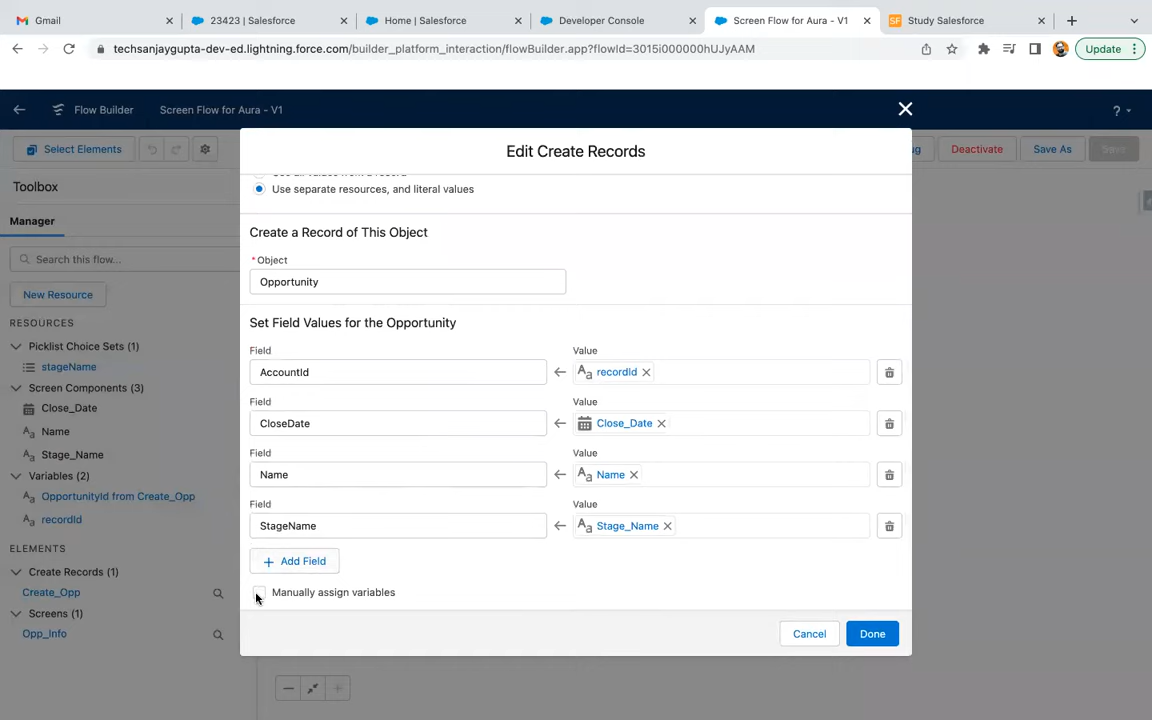 Gmail
23423 | Salesforce
Home | Salesforce
Developer Console
Screen Flow for Aura - V1
Study Salesforce
techsanjaygupta-dev-ed.lightning.force.com/builder_platform_interaction/flowBuilder.app?flowId=3015i000000hUJyAAM
Update
Flow Builder
Screen Flow for Aura - V1
?
Select Elements
Deactivate
Save As
Save
Toolbox
Manager
Search this flow...
New Resource
RESOURCES
Picklist Choice Sets (1)
stageName
Screen Components (3)
Close_Date
Name
Stage_Name
Variables (2)
OpportunityId from Create_Opp
recordId
ELEMENTS
Create Records (1)
Create_Opp
Screens (1)
Opp_Info
Edit Create Records
Use separate resources, and literal values
Create a Record of This Object
* Object
Opportunity
Set Field Values for the Opportunity
Field Value
AccountId recordId
Field Value
CloseDate Close_Date
Field Value
Name Name
Field Value
StageName Stage_Name
+ Add Field
Manually assign variables
Cancel
Done